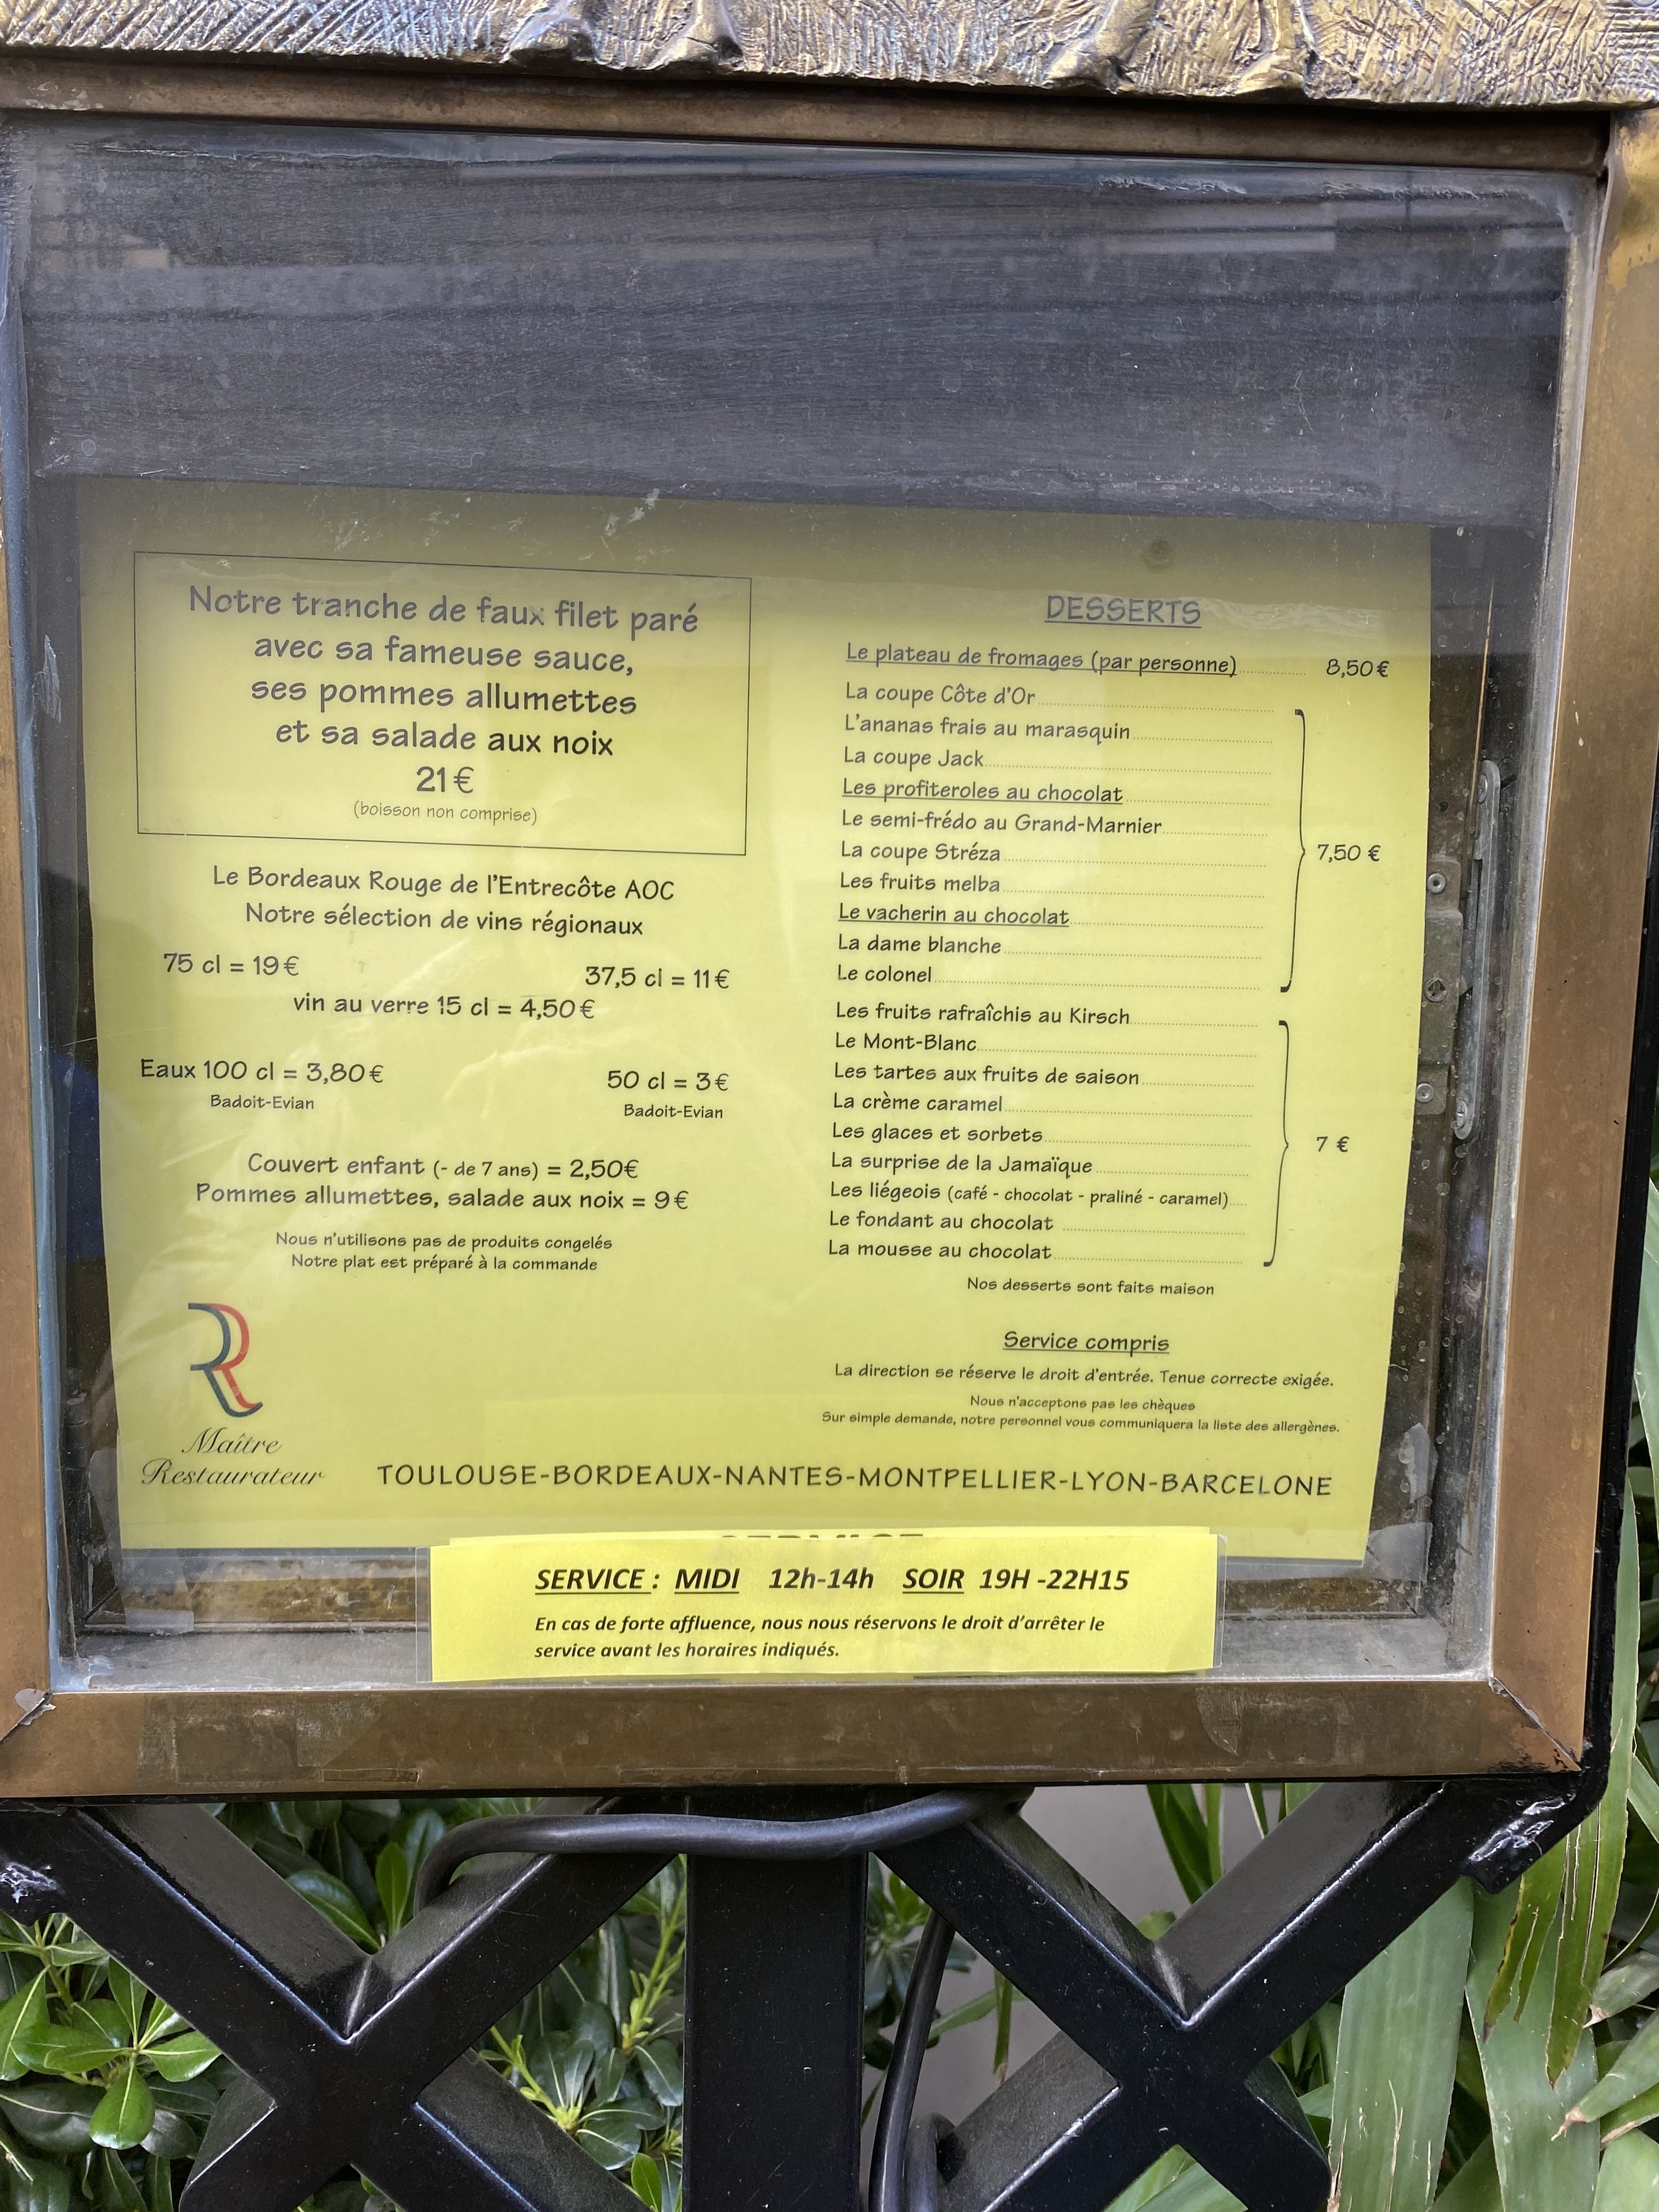 Notre tranche de faux filet paré
avec sa fameuse sauce,
ses pommes allumettes
et sa salade aux noix
21 €
(boisson non comprise)
Le Bordeaux Rouge de l'Entrecôte AOC
Notre sélection de vins régionaux
75 cl = 19 €
37,5 cl = 11 €
vin au verre 15 cl = 4,50 €
Eaux 100 cl = 3,80 €
Badoit-Evian
50 cl = 3 €
Badoit-Evian
Couvert enfant (- de 7 ans) = 2,50€
Pommes allumettes, salade aux noix = 9 €
Nous n'utilisons pas de produits congelés
Notre plat est préparé à la commande
Maître
Restaurateur
DESSERTS
Le plateau de fromages (par personne) 8,50 €
La coupe Côte d'Or
L'ananas frais au marasquin
La coupe Jack
Les profiteroles au chocolat
Le semi-frédo au Grand-Marnier
La coupe Stréza
7,50 €
Les fruits melba
Le vacherin au chocolat
La dame blanche
Le colonel
Les fruits rafraîchis au Kirsch
Le Mont-Blanc
Les tartes aux fruits de saison
La crème caramel
Les glaces et sorbets
7 €
La surprise de la Jamaïque
Les liégeois (café - chocolat - praliné - caramel)
Le fondant au chocolat
La mousse au chocolat
Nos desserts sont faits maison
Service compris
La direction se réserve le droit d'entrée. Tenue correcte exigée.
Nous n'acceptons pas les chèques
Sur simple demande, notre personnel vous communiquera la liste des allergènes.
TOULOUSE-BORDEAUX-NANTES-MONTPELLIER-LYON-BARCELONE
SERVICE : MIDI 12h-14h SOIR 19H -22H15
En cas de forte affluence, nous nous réservons le droit d'arrêter le
service avant les horaires indiqués.